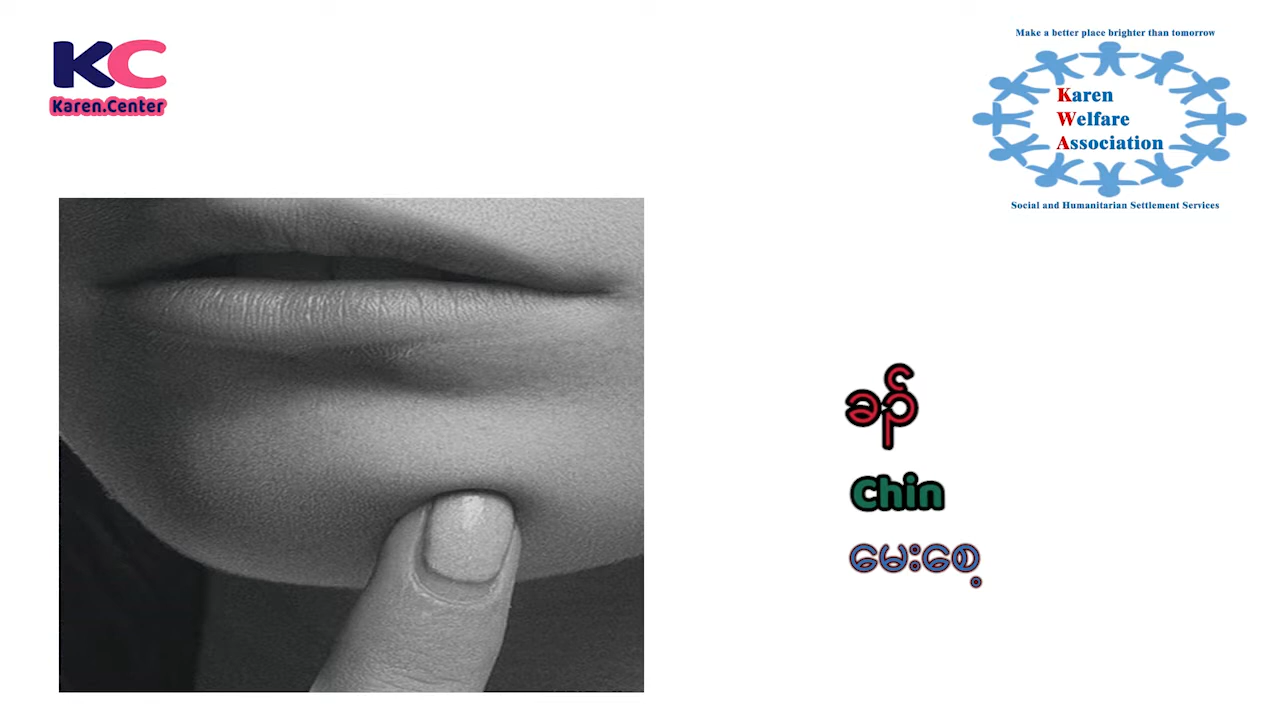 KC
Karen.Center
Make a better place brighter than tomorrow
Karen
Welfare
Association
Social and Humanitarian Settlement Services
ခၣ်
Chin
မေးစေ့